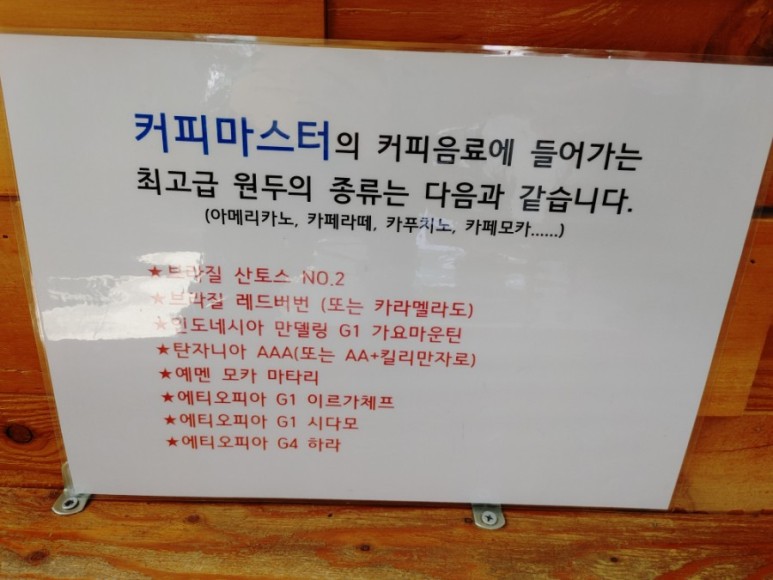 커피마스터의 커피음료에 들어가는
최고급 원두의 종류는 다음과 같습니다.
(아메리카노, 카페라떼, 카푸치노, 카페모카......)
★브라질 산토스 NO.2
★브라질 레드버번 (또는 카라멜라도)
★인도네시아 만델링 G1 가요마운틴
★탄자니아 AAA(또는 AA+킬리만자로)
★예멘 모카 마타리
★에티오피아 G1 이르가체프
★에티오피아 G1 시다모
★에티오피아 G4 하라